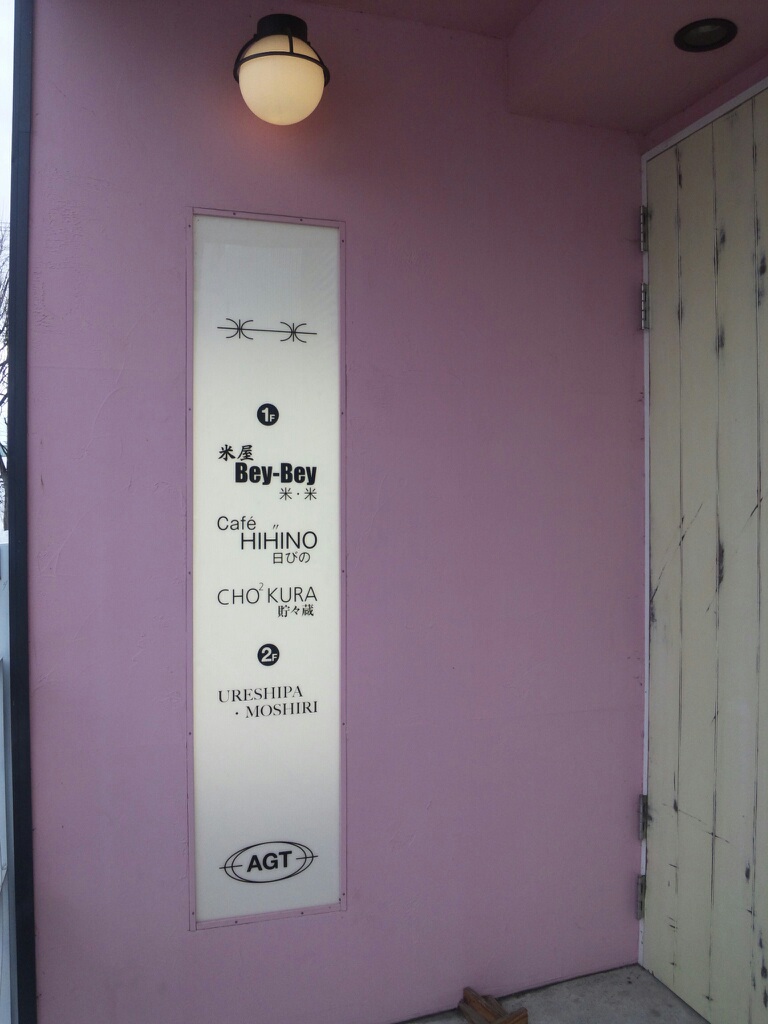 1F
米屋
Bey-Bey
米・米
Café
HIHINO
日びの
CHO²KURA
貯々蔵
2F
URESHIPA
・MOSHIRI
AGT